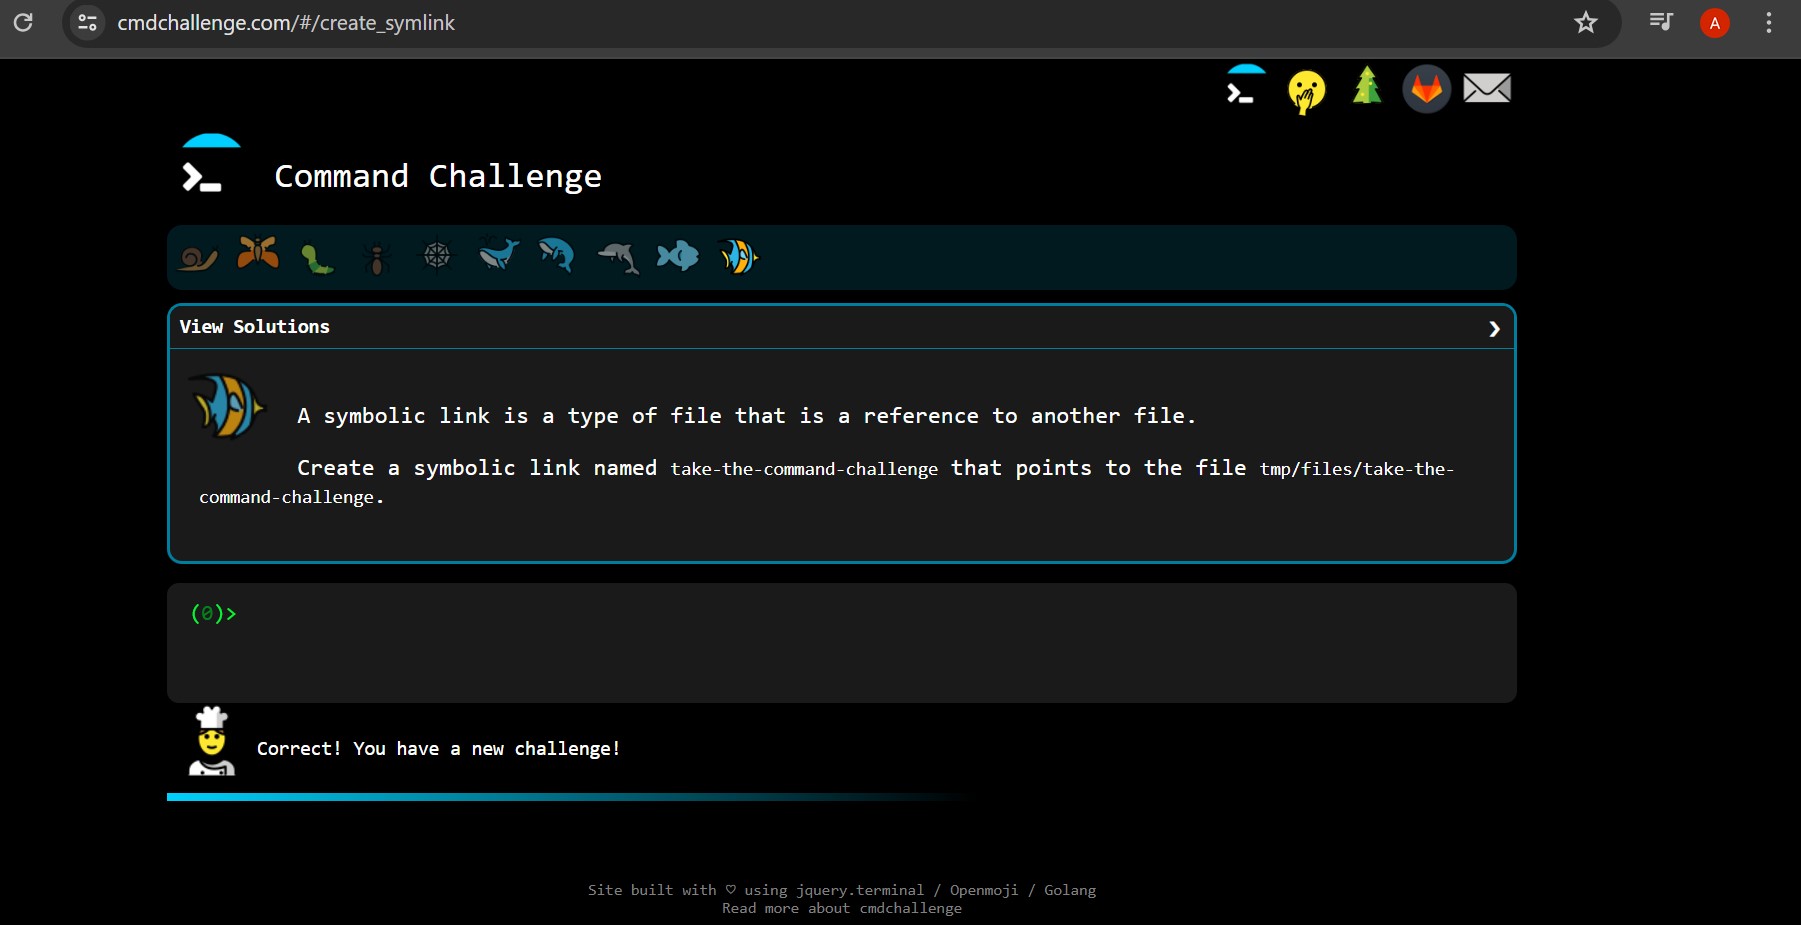 cmdchallenge.com/#/create_symlink
A
Command Challenge
View Solutions
A symbolic link is a type of file that is a reference to another file.
Create a symbolic link named take-the-command-challenge that points to the file tmp/files/take-the-
command-challenge.
(0)>
Correct! You have a new challenge!
Site built with ♡ using jquery.terminal / Openmoji / Golang
Read more about cmdchallenge